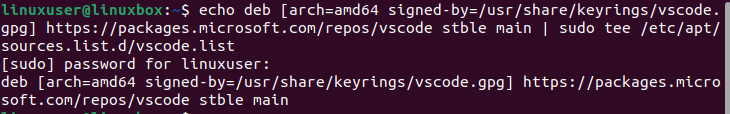 linuxuser@linuxbox:~$ echo deb [arch=amd64 signed-by=/usr/share/keyrings/vscode.
gpg] https://packages.microsoft.com/repos/vscode stble main | sudo tee /etc/apt/
sources.list.d/vscode.list
[sudo] password for linuxuser:
deb [arch=amd64 signed-by=/usr/share/keyrings/vscode.gpg] https://packages.micro
soft.com/repos/vscode stble main